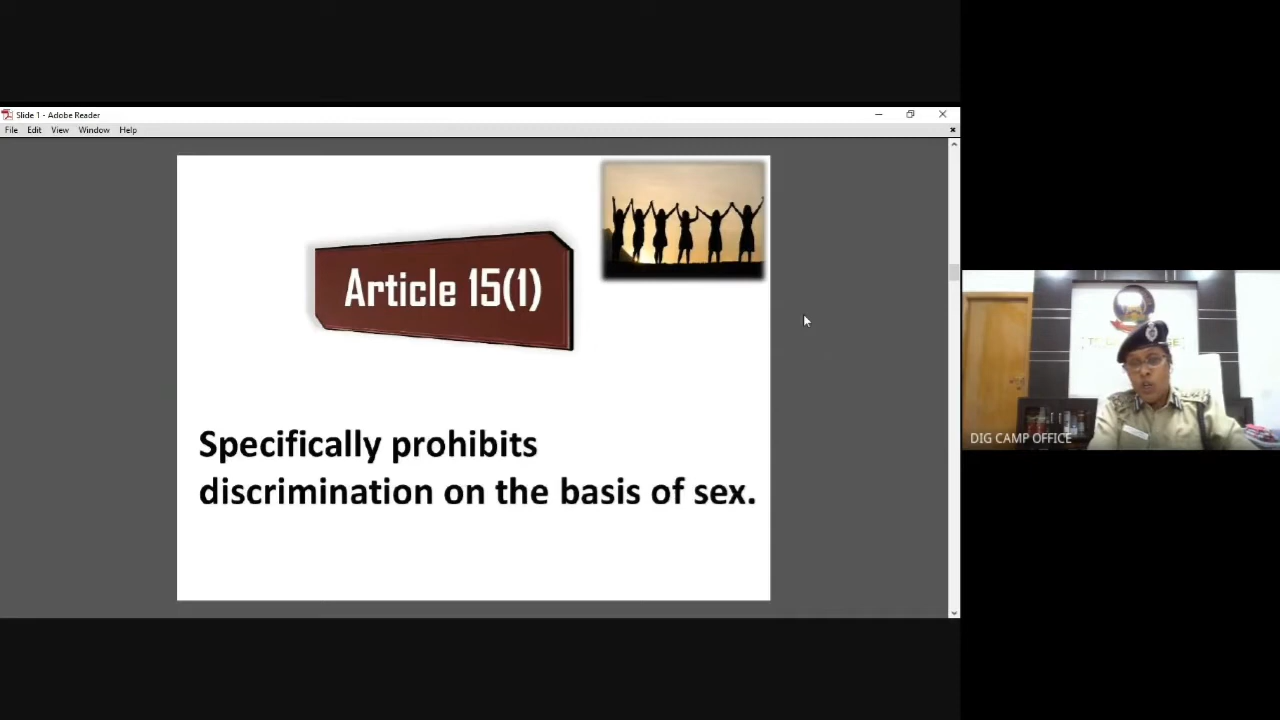 Slide 1 - Adobe Reader
File Edit View Window Help
Article 15(1)
Specifically prohibits
discrimination on the basis of sex.
DIG CAMP OFFICE